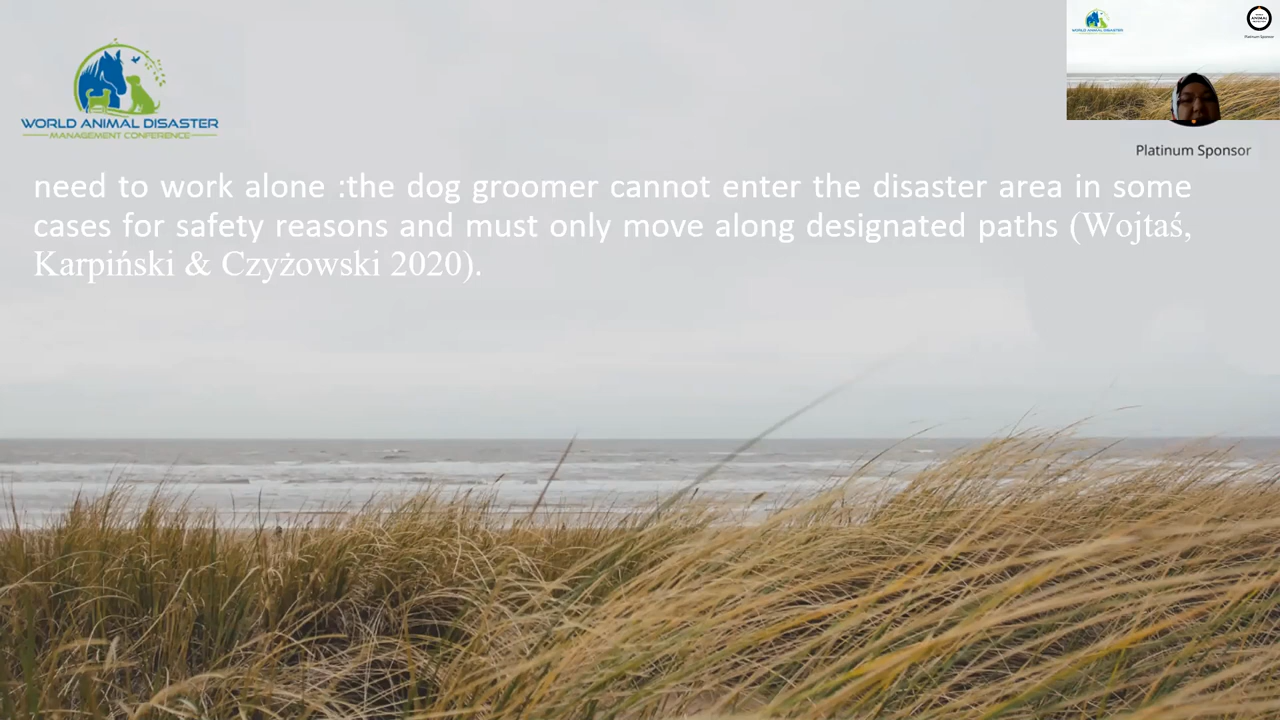 WORLD ANIMAL DISASTER
MANAGEMENT CONFERENCE
Platinum Sponsor
need to work alone :the dog groomer cannot enter the disaster area in some
cases for safety reasons and must only move along designated paths (Wojtaś,
Karpiński & Czyżowski 2020).